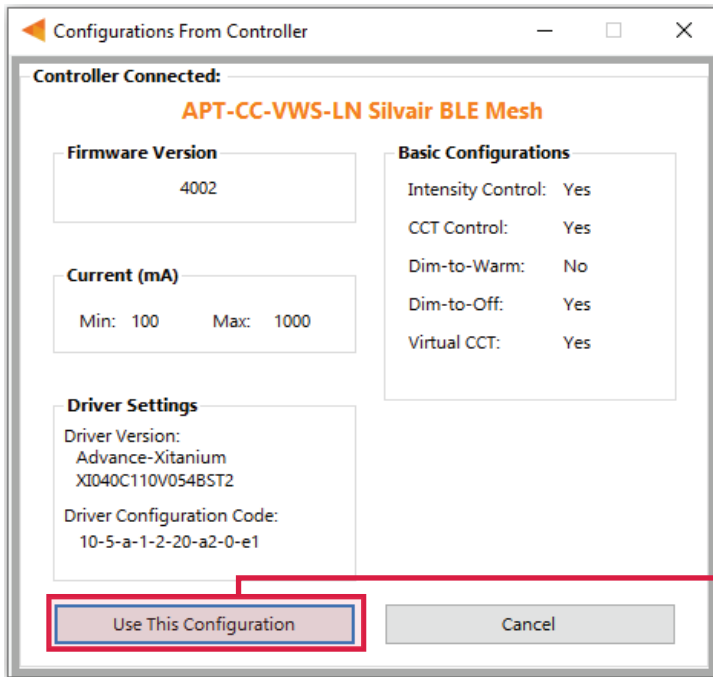 Configurations From Controller
Controller Connected:
APT-CC-VWS-LN Silvair BLE Mesh
Firmware Version
4002
Current (mA)
Min: 100 Max: 1000
Driver Settings
Driver Version:
Advance-Xitanium
XI040C110V054BST2
Driver Configuration Code:
10-5-a-1-2-20-a2-0-e1
Basic Configurations
Intensity Control: Yes
CCT Control: Yes
Dim-to-Warm: No
Dim-to-Off: Yes
Virtual CCT: Yes
Use This Configuration
Cancel